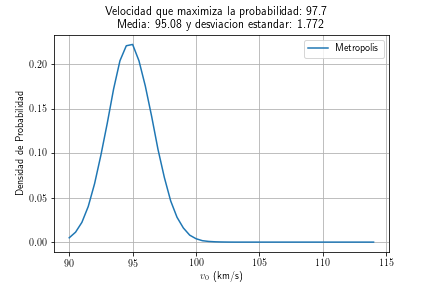 Velocidad que maximiza la probabilidad: 97.7
Media: 95.08 y desviacion estandar: 1.772
Metropolis
Densidad de Probabilidad
0.20
0.15
0.10
0.05
0.00
90 95 100 105 110 115
v₀ (km/s)